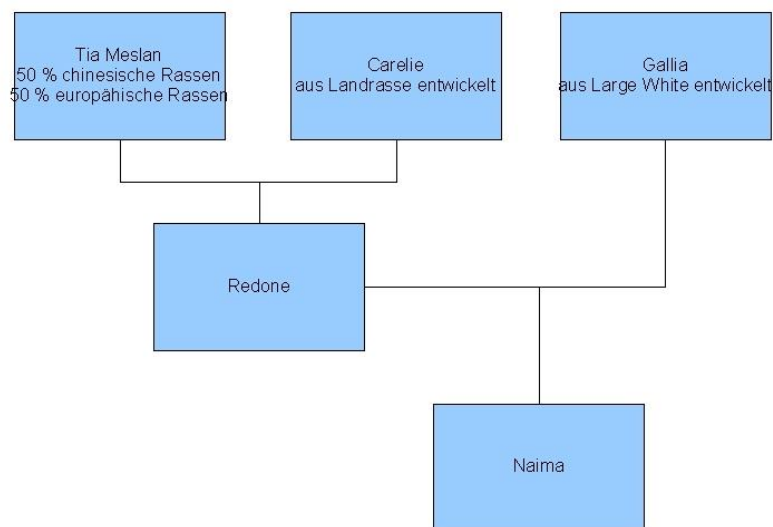 Tia Meslan
50 % chinesische Rassen
50 % europähische Rassen
Carelie
aus Landrasse entwickelt
Gallia
aus Large White entwickelt
Redone
Naima